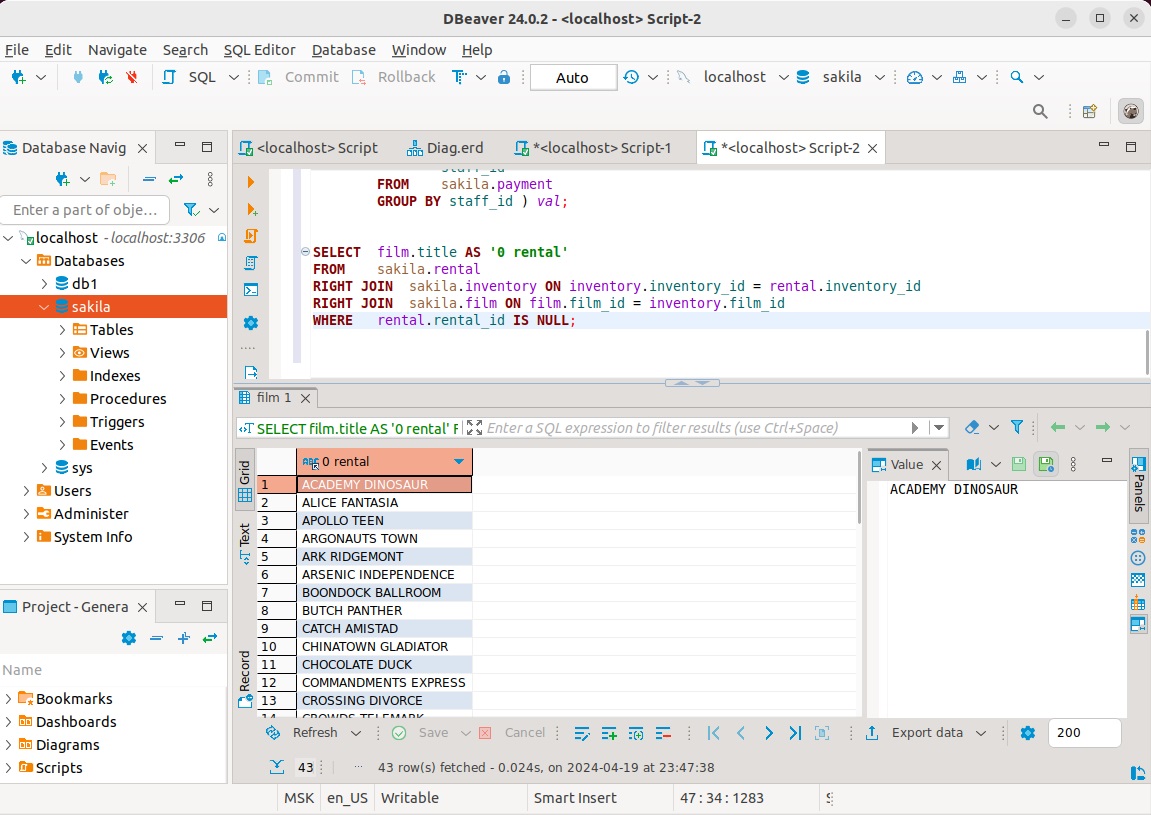 DBeaver 24.0.2 - <localhost> Script-2
File Edit Navigate Search SQL Editor Database Window Help
SQL Commit Rollback Auto localhost sakila
Database Navig
<localhost> Script Diag.erd *<localhost> Script-1 *<localhost> Script-2
Enter a part of obje...
localhost - localhost:3306
Databases
db1
sakila
Tables
Views
Indexes
Procedures
Triggers
Events
sys
Users
Administer
System Info
staff_id
FROM sakila.payment
GROUP BY staff_id ) val;
SELECT film.title AS '0 rental'
FROM sakila.rental
RIGHT JOIN sakila.inventory ON inventory.inventory_id = rental.inventory_id
RIGHT JOIN sakila.film ON film.film_id = inventory.film_id
WHERE rental.rental_id IS NULL;
film 1
SELECT film.title AS '0 rental' F Enter a SQL expression to filter results (use Ctrl+Space)
Grid
Text
Record
ABC 0 rental
1 ACADEMY DINOSAUR
2 ALICE FANTASIA
3 APOLLO TEEN
4 ARGONAUTS TOWN
5 ARK RIDGEMONT
6 ARSENIC INDEPENDENCE
7 BOONDOCK BALLROOM
8 BUTCH PANTHER
9 CATCH AMISTAD
10 CHINATOWN GLADIATOR
11 CHOCOLATE DUCK
12 COMMANDMENTS EXPRESS
13 CROSSING DIVORCE
14 CROWDS TELEMARK
Value
ACADEMY DINOSAUR
Panels
Project - Genera
Name
Bookmarks
Dashboards
Diagrams
Scripts
Refresh Save Cancel Export data 200
43 43 row(s) fetched - 0.024s, on 2024-04-19 at 23:47:38
MSK en_US Writable Smart Insert 47 : 34 : 1283